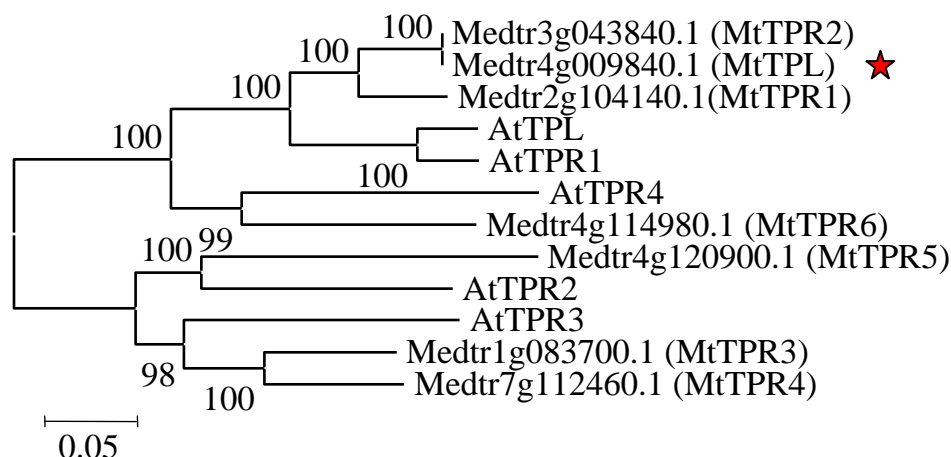 100
Medtr3g043840.1 (MtTPR2)
100
Medtr4g009840.1 (MtTPL)
100
Medtr2g104140.1(MtTPR1)
100
AtTPL
AtTPR1
100
AtTPR4
Medtr4g114980.1 (MtTPR6)
100
99
Medtr4g120900.1 (MtTPR5)
AtTPR2
AtTPR3
Medtr1g083700.1 (MtTPR3)
98
Medtr7g112460.1 (MtTPR4)
100
0.05